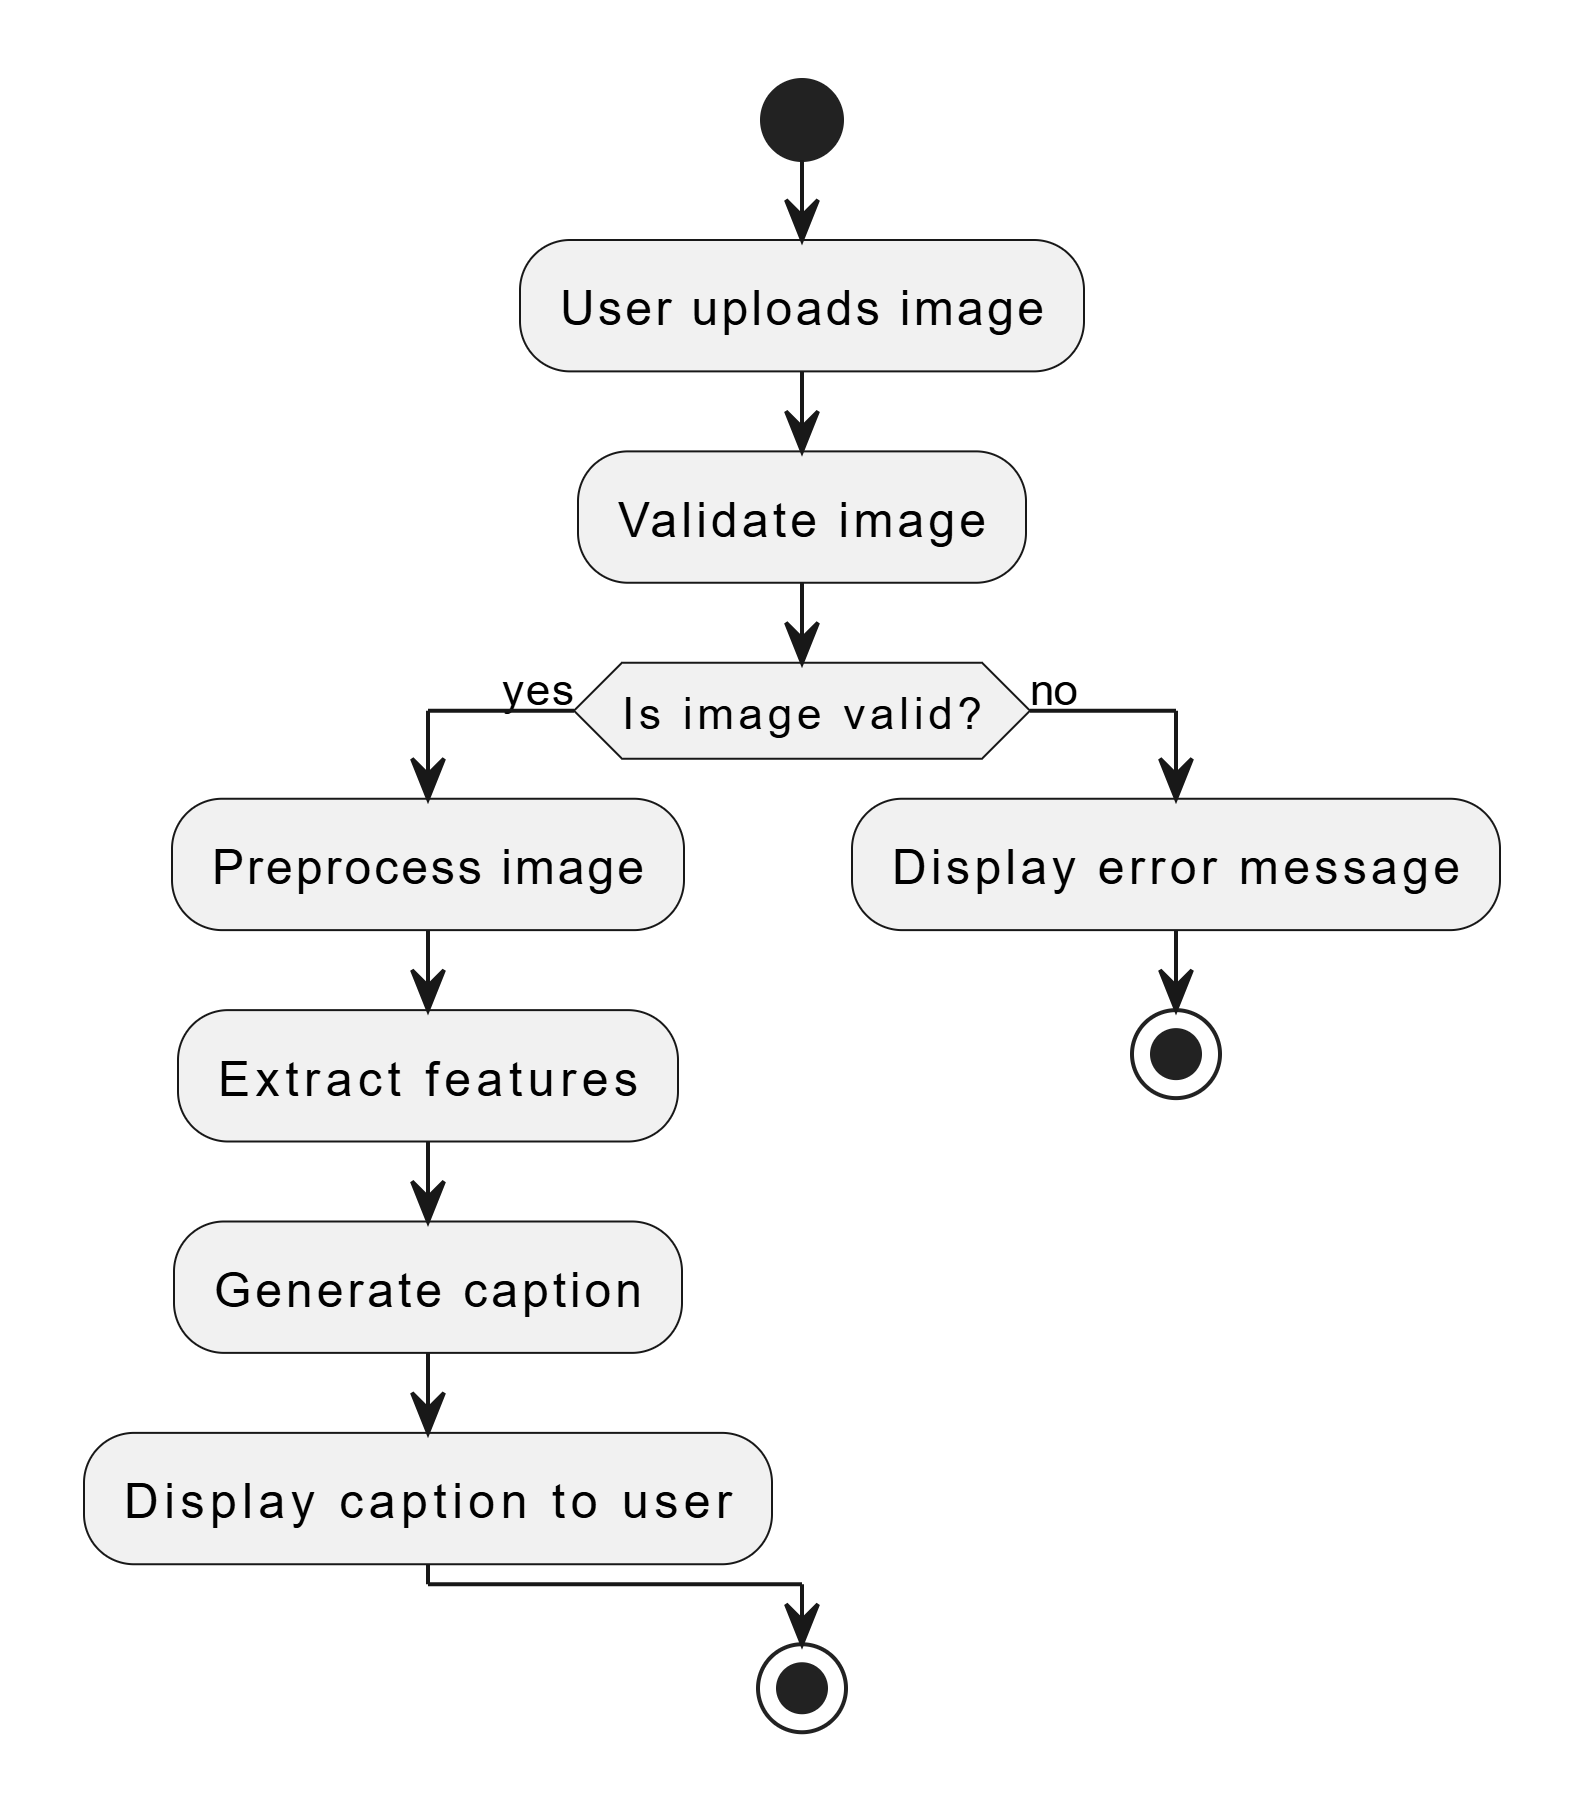 User uploads image
Validate image
yes
Is image valid?
no
Preprocess image
Display error message
Extract features
Generate caption
Display caption to user